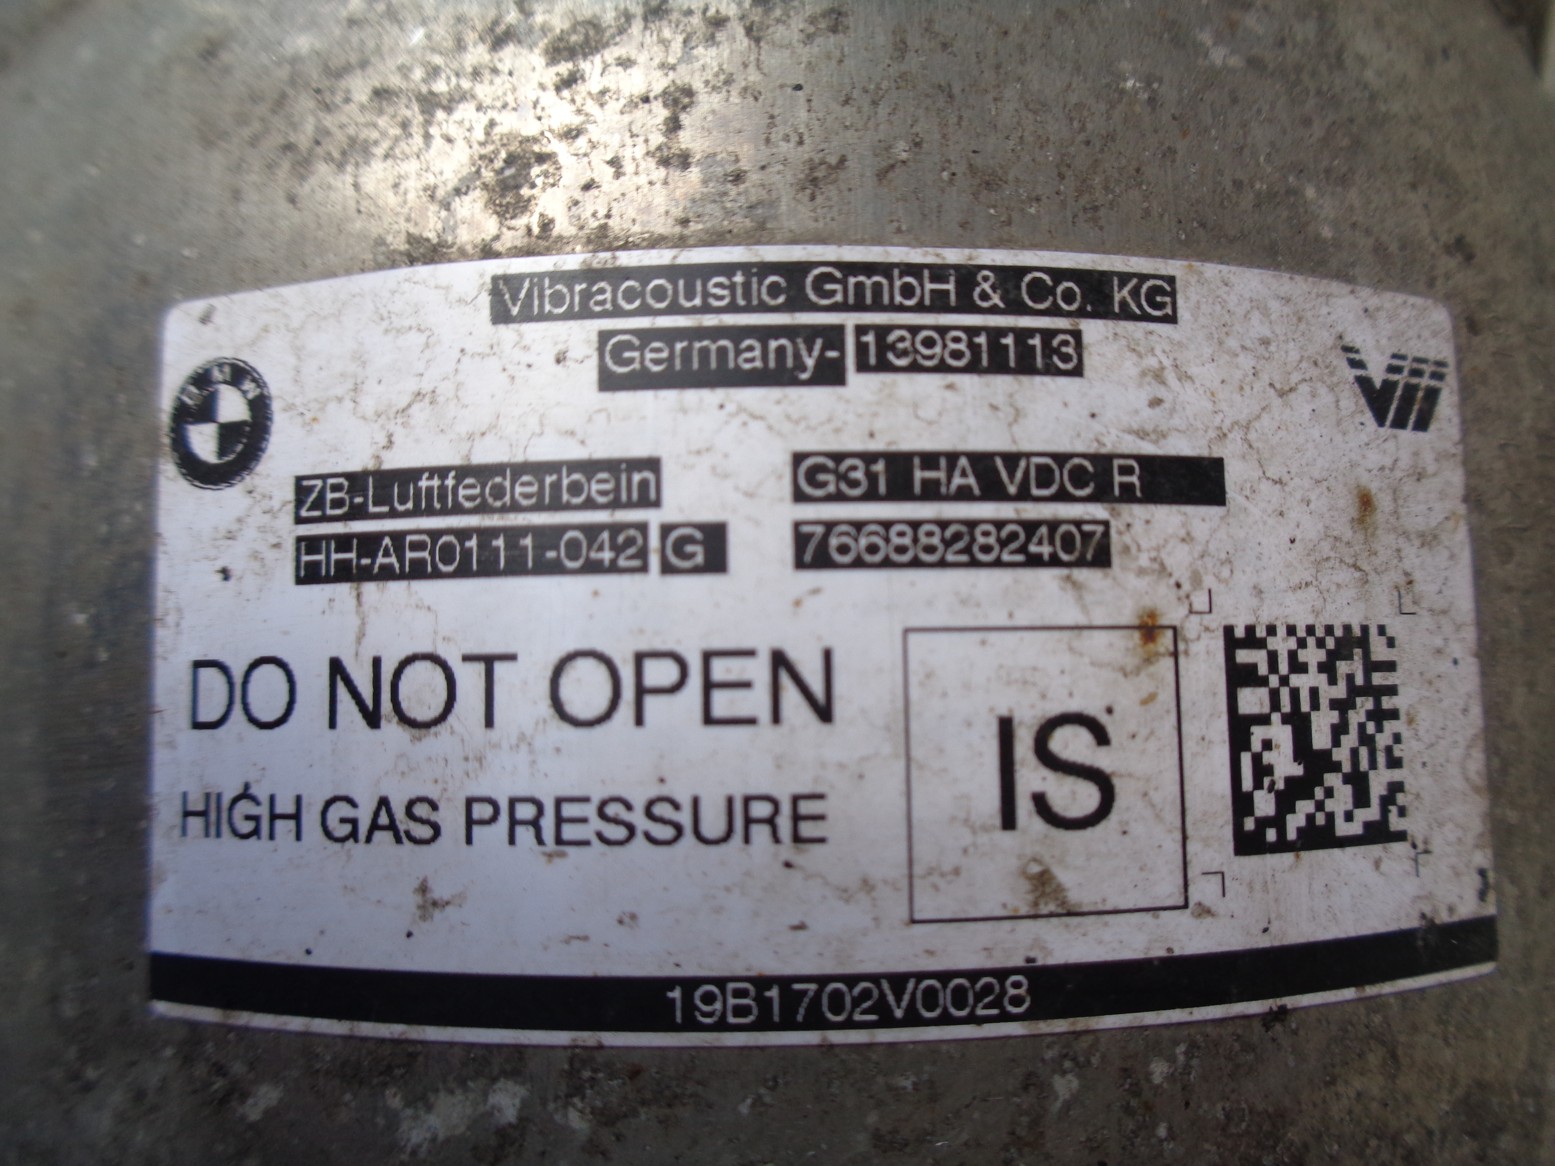 Vibracoustic GmbH & Co. KG
Germany- 13981113
BMW
ZB-Luftfederbein G31 HA VDC R
HH-AR0111-042 G 76688282407
DO NOT OPEN
IS
HIGH GAS PRESSURE
19B1702V0028